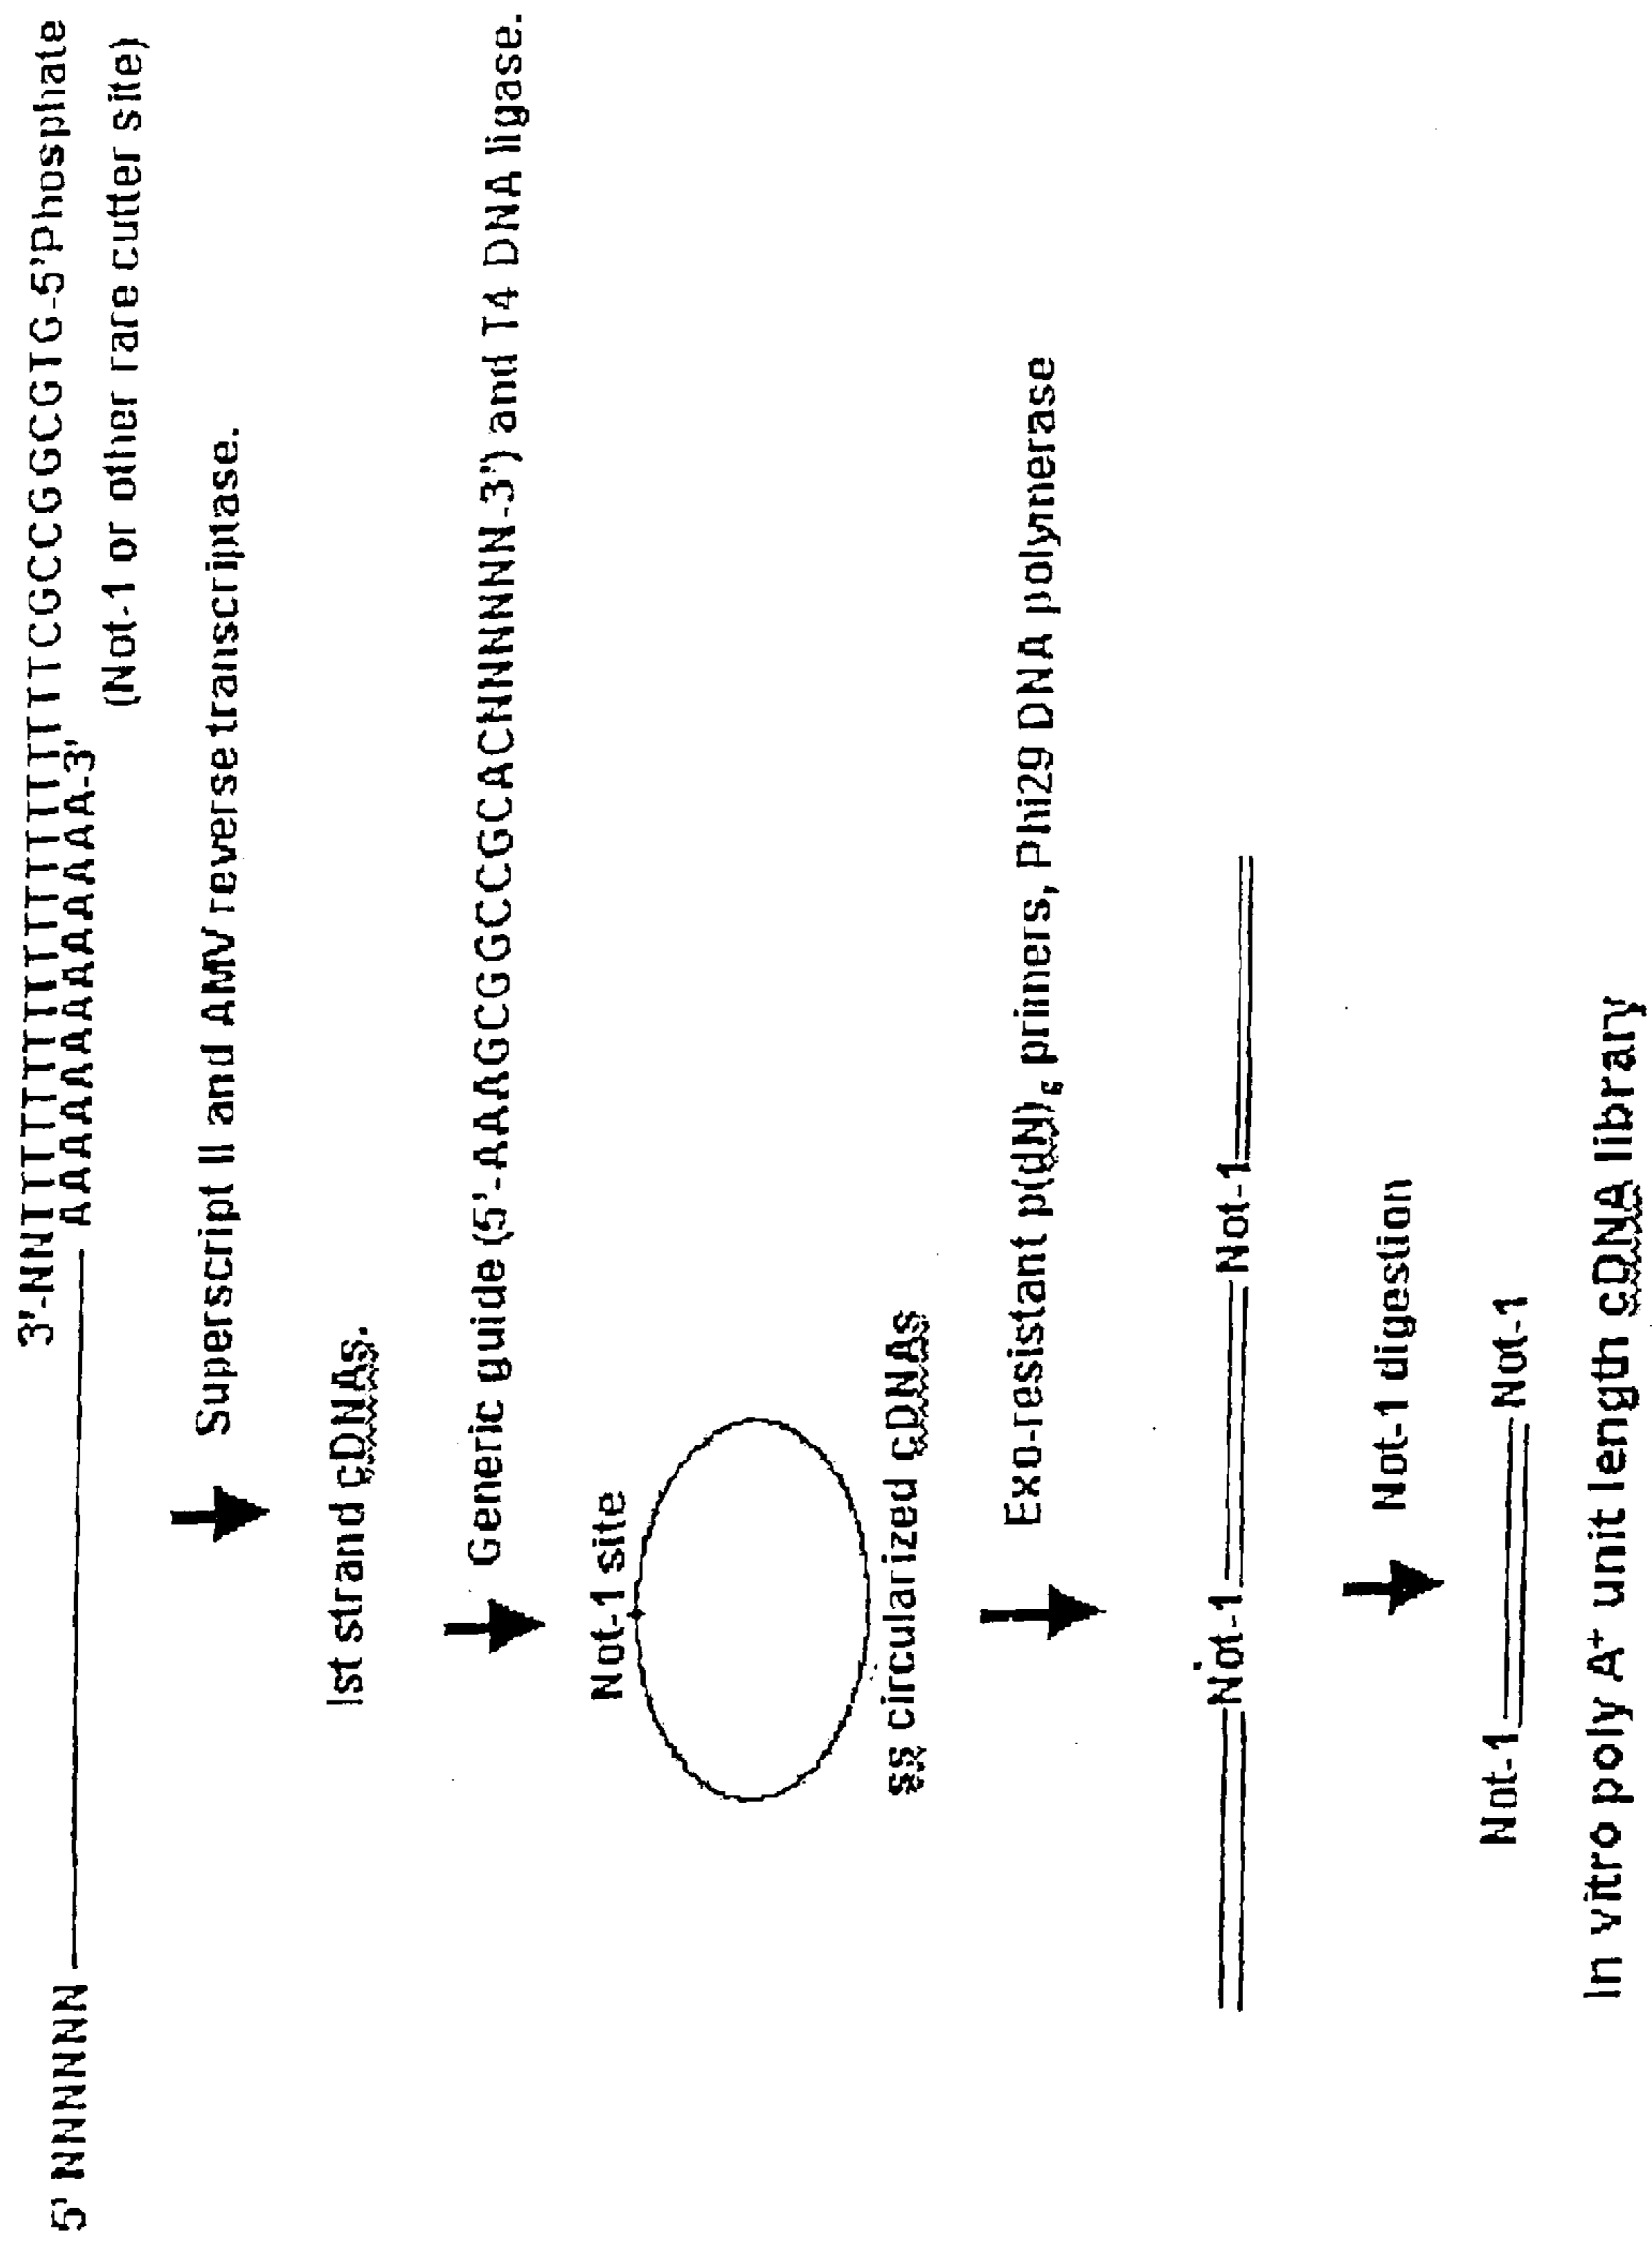 3'-NNTTTTTTTTTTTTTTTTTTTTTCGCCGGCGTG-5'Phosphate
5' NNNNNN AAAAAAAAAAAAAAAA-3'
(Not-1 or other rare cutter site)
Superscript II and AMV reverse transcriptase.
Ist strand cDNAs.
Generic guide (5'-AAAGCGGCCGCACNNNNNN-3') and T4 DNA ligase.
Not-1 site
ss circularized cDNAs
Exo-resistant p(dN)6 primers, Phi29 DNA polymerase
Not-1 Not-1
Not-1 digestion
Not-1 Not-1
In vitro poly A+ unit length cDNA library